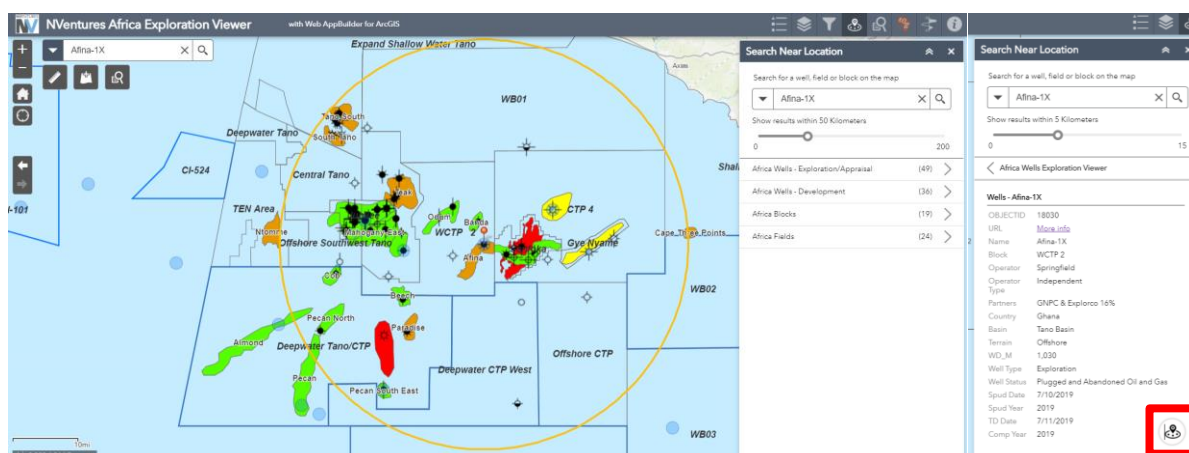 NVentures Africa Exploration Viewer
with Web AppBuilder for ArcGIS
Afina-1X
Expand Shallow Water Tano
Axim
WB01
Tano South
South Tano
Deepwater Tano
CI-524
Central Tano
TEN Area
Teak
CTP 4
Odum
Banda
Mahogany East
WCTP 2
Ntomme
Offshore Southwest Tano
Gye Nyame
Cape Three Points
Afina
Cob
Beech
WB02
Pecan North
Paradise
Almond
Deepwater Tano/CTP
Offshore CTP
Deepwater CTP West
Pecan
Pecan South East
WB03
10mi
Search Near Location
Search for a well, field or block on the map
Afina-1X
Show results within 50 Kilometers
0 200
Africa Wells - Exploration/Appraisal (49)
Africa Wells - Development (36)
Africa Blocks (19)
Africa Fields (24)
Search Near Location
Search for a well, field or block on the map
Afina-1X
Show results within 5 Kilometers
0 15
Africa Wells Exploration Viewer
Wells - Afina-1X
OBJECTID 18030
URL More info
Name Afina-1X
Block WCTP 2
Operator Springfield
Operator Type Independent
Partners GNPC & Explorco 16%
Country Ghana
Basin Tano Basin
Terrain Offshore
WD_M 1,030
Well Type Exploration
Well Status Plugged and Abandoned Oil and Gas
Spud Date 7/10/2019
Spud Year 2019
TD Date 7/11/2019
Comp Year 2019